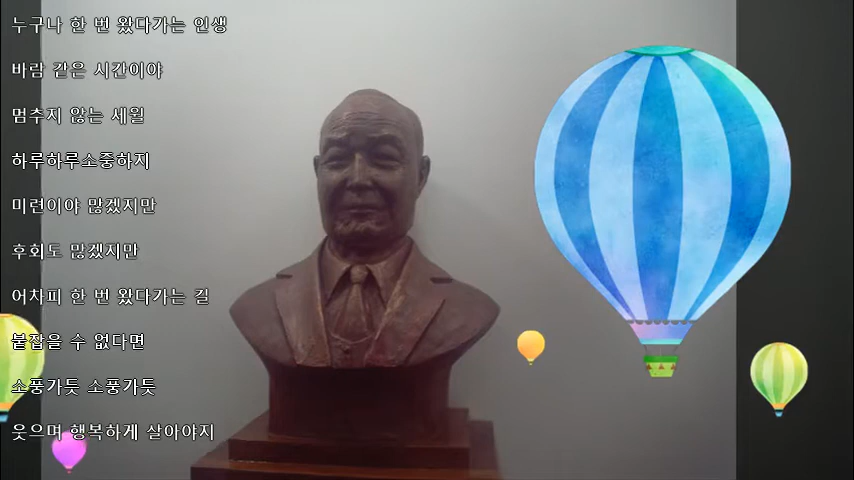 누구나 한 번 왔다가는 인생
바람 같은 시간이야
멈추지 않는 세월
하루하루소중하지
미련이야 많겠지만
후회도 많겠지만
어차피 한 번 왔다가는 길
붙잡을 수 없다면
소풍가듯 소풍가듯
웃으며 행복하게 살아야지